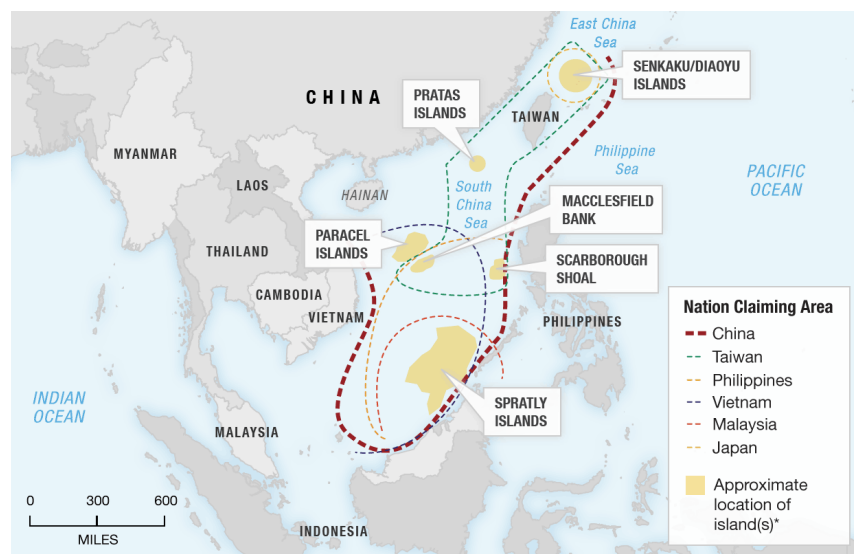 East China
Sea
SENKAKU/DIAOYU
ISLANDS
CHINA
PRATAS
ISLANDS
TAIWAN
MYANMAR
Philippine
Sea
PACIFIC
OCEAN
LAOS
HAINAN
South
China
Sea
MACCLESFIELD
BANK
PARACEL
ISLANDS
THAILAND
SCARBOROUGH
SHOAL
CAMBODIA
VIETNAM
PHILIPPINES
Nation Claiming Area
China
Taiwan
Philippines
Vietnam
Malaysia
Japan
Approximate
location of
island(s)*
INDIAN
OCEAN
SPRATLY
ISLANDS
MALAYSIA
0 300 600
MILES
INDONESIA